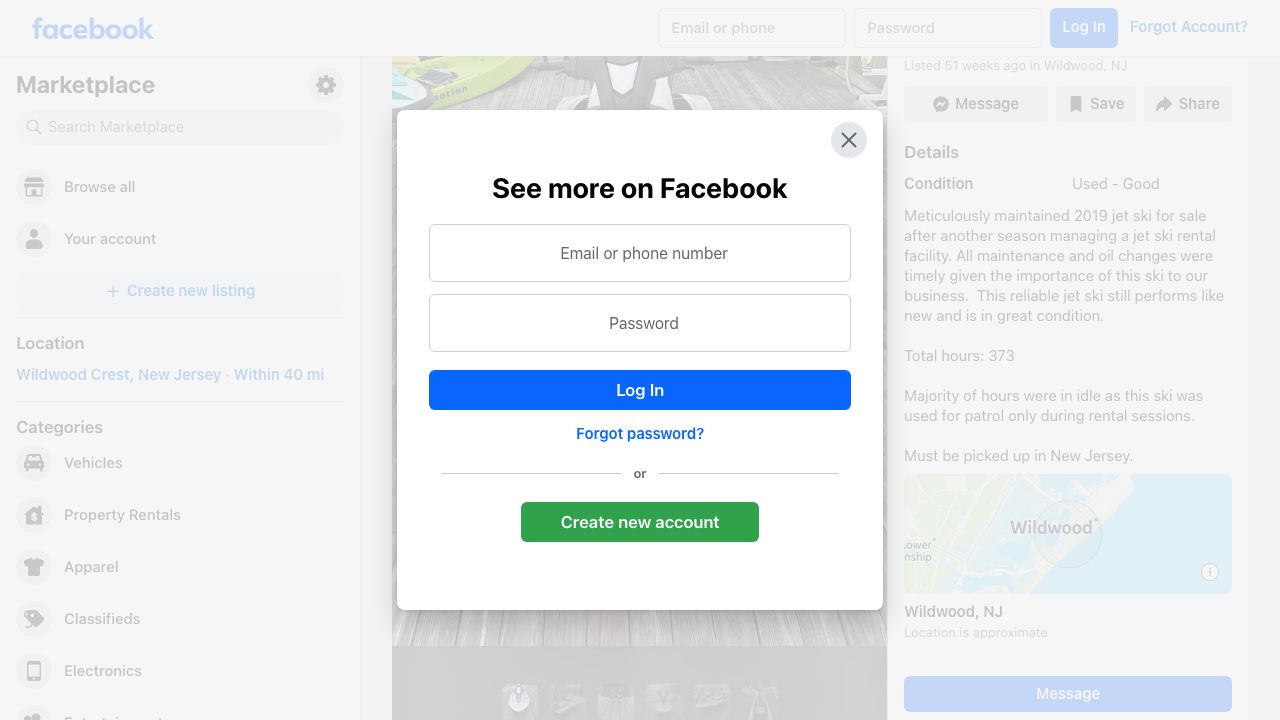 facebook
Email or phone
Password
Log In
Forgot Account?
Marketplace
Search Marketplace
Browse all
Your account
Create new listing
Location
Wildwood Crest, New Jersey · Within 40 mi
Categories
Vehicles
Property Rentals
Apparel
Classifieds
Electronics
motion
See more on Facebook
Email or phone number
Password
Log In
Forgot password?
or
Create new account
Listed 51 weeks ago in Wildwood, NJ
Message
Save
Share
Details
Condition
Used - Good
Meticulously maintained 2019 jet ski for sale
after another season managing a jet ski rental
facility. All maintenance and oil changes were
timely given the importance of this ski to our
business.  This reliable jet ski still performs like
new and is in great condition.
Total hours: 373
Majority of hours were in idle as this ski was
used for patrol only during rental sessions.
Must be picked up in New Jersey.
Wildwood
ower
nship
Wildwood, NJ
Location is approximate
Message